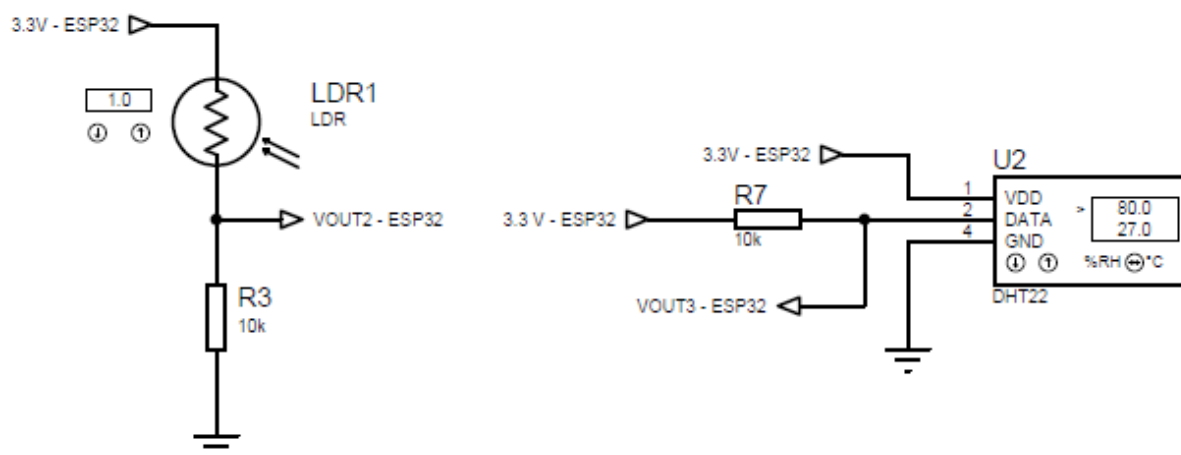 3.3V - ESP32
1.0
LDR1
LDR
VOUT2 - ESP32
R3
10k
3.3V - ESP32
U2
R7
3.3 V - ESP32
10k
1
VDD
2
DATA
4
GND
>
80.0
27.0
%RH
°C
VOUT3 - ESP32
DHT22